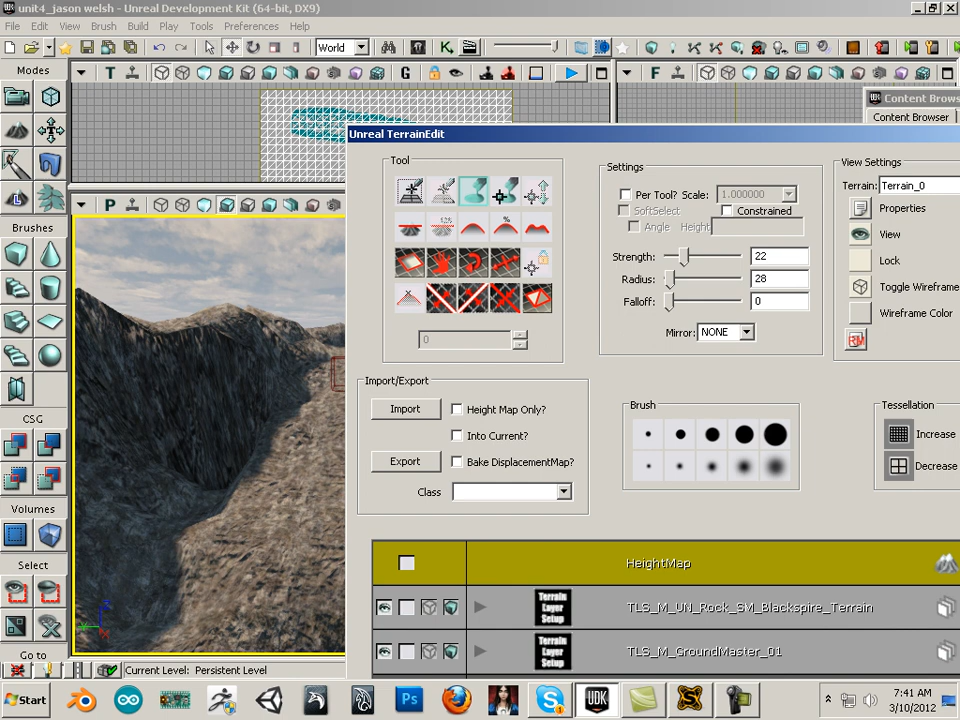 unit4_jason welsh - Unreal Development Kit (64-bit, DX9)
File Edit View Brush Build Play Tools Preferences Help
World
Modes
T
G
F
Content Brows
Content Browser
Unreal TerrainEdit
P
Tool
Settings
View Settings
Per Tool? Scale: 1.000000
Terrain: Terrain_0
SoftSelect Constrained
Properties
Angle Height
View
Brushes
Strength: 22
Lock
Radius: 28
Toggle Wireframe
Falloff: 0
Wireframe Color
Mirror: NONE
0
Import/Export
Import Height Map Only?
Into Current?
Export Bake DisplacementMap?
Class
Brush
Tessellation
Increase
Decrease
CSG
Volumes
Select
Go to
HeightMap
Terrain
Layer
Setup
TLS_M_UN_Rock_SM_Blackspire_Terrain
Terrain
Layer
Setup
TLS_M_GroundMaster_01
Current Level: Persistent Level
Start
Ps
UDK
7:41 AM
3/10/2012